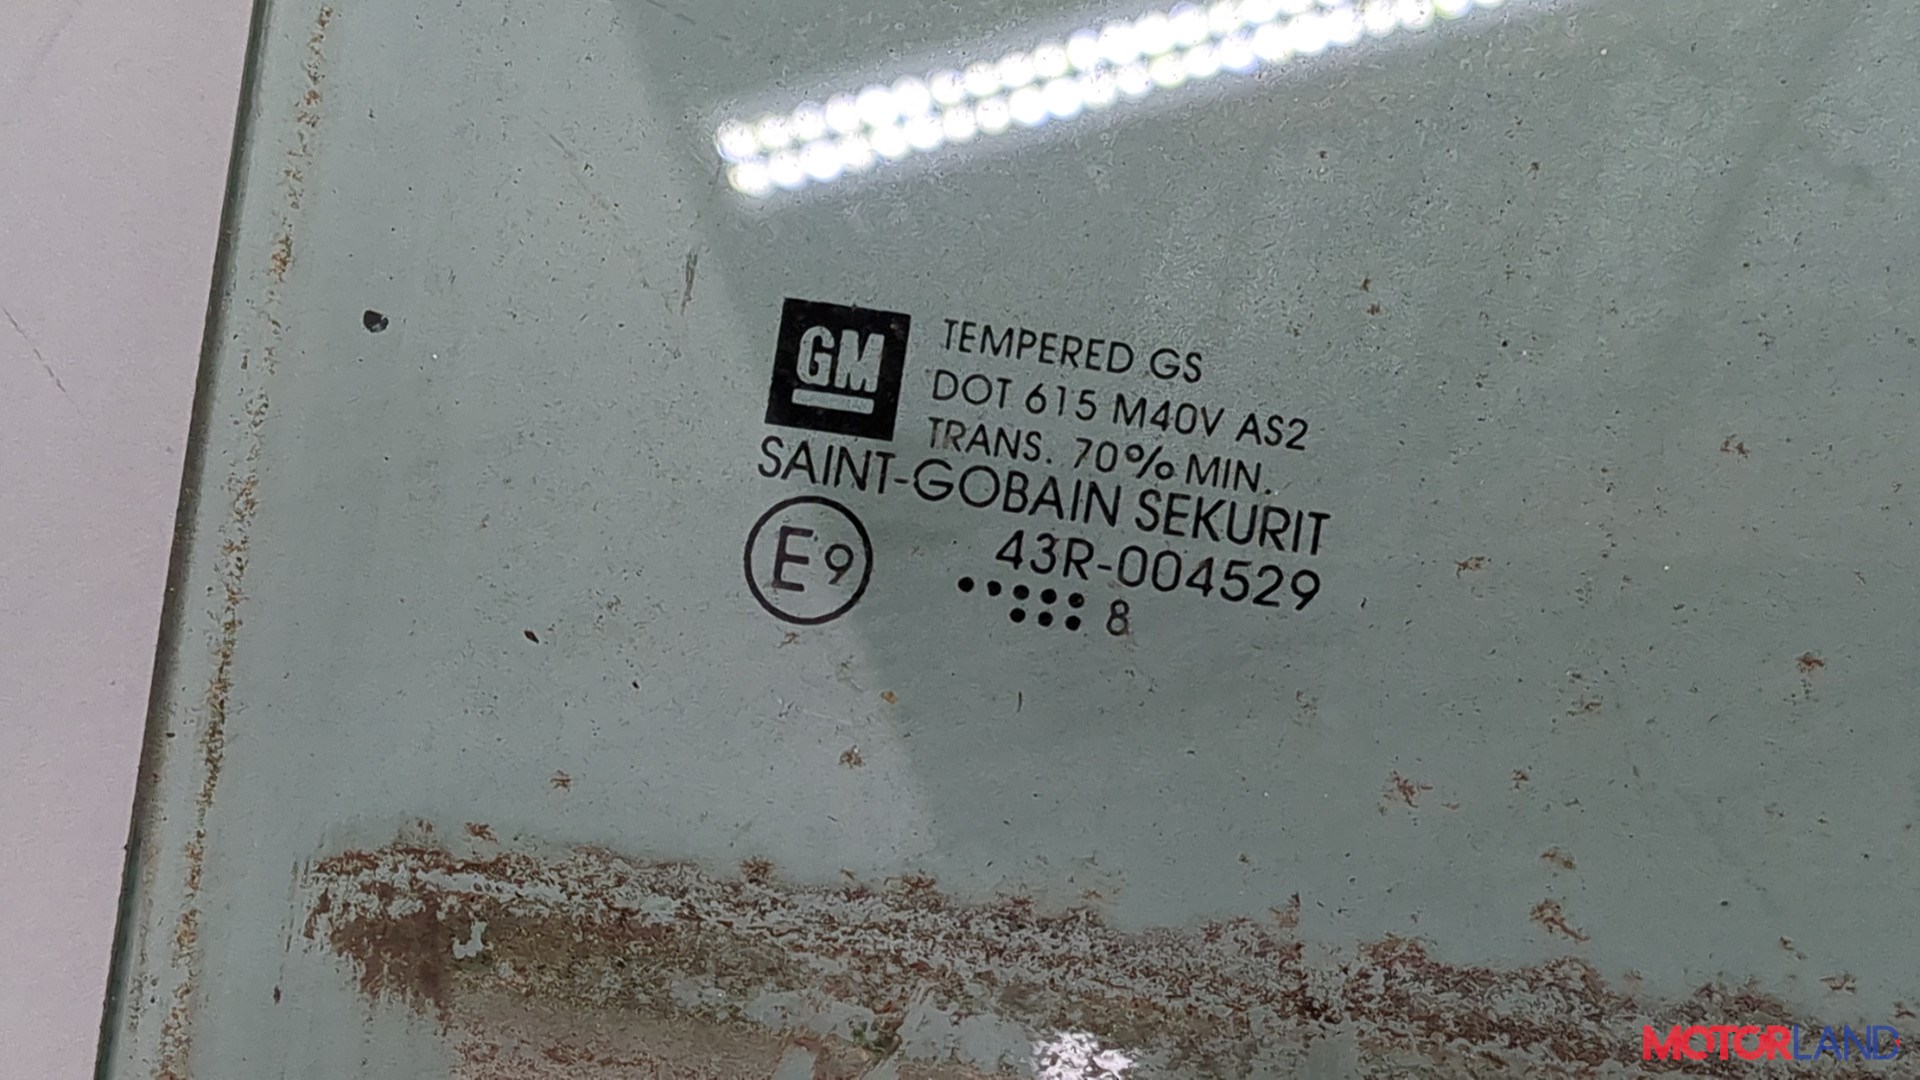 GM
TEMPERED GS
DOT 615 M40V AS2
TRANS. 70% MIN.
SAINT-GOBAIN SEKURIT
E9
43R-004529
8
MOTORLAND